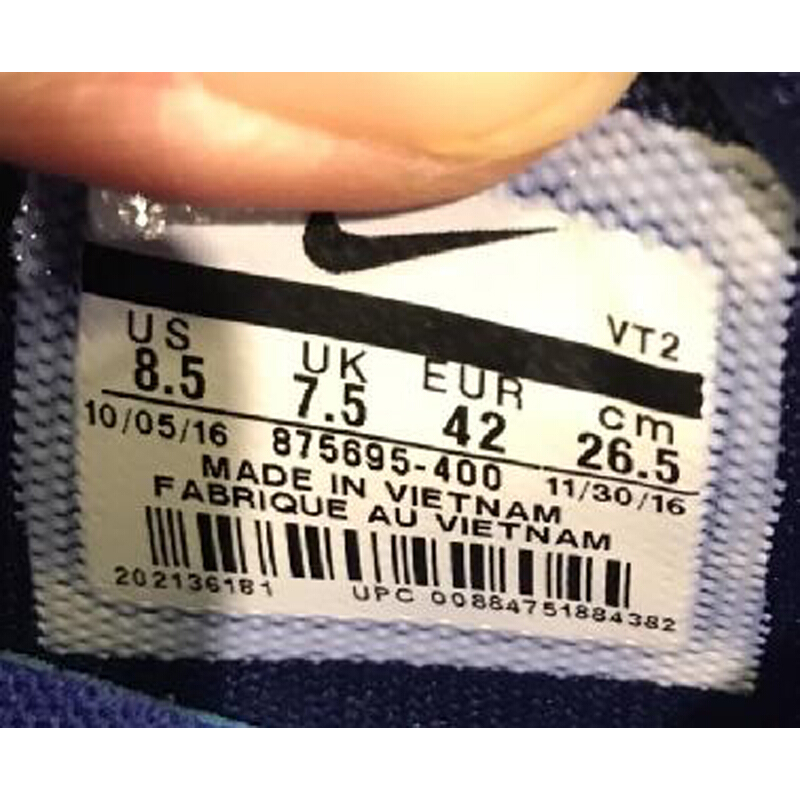 VT2
US UK EUR cm
8.5 7.5 42 26.5
10/05/16 875695-400 11/30/16
MADE IN VIETNAM
FABRIQUE AU VIETNAM
202136181 UPC 00884751884382